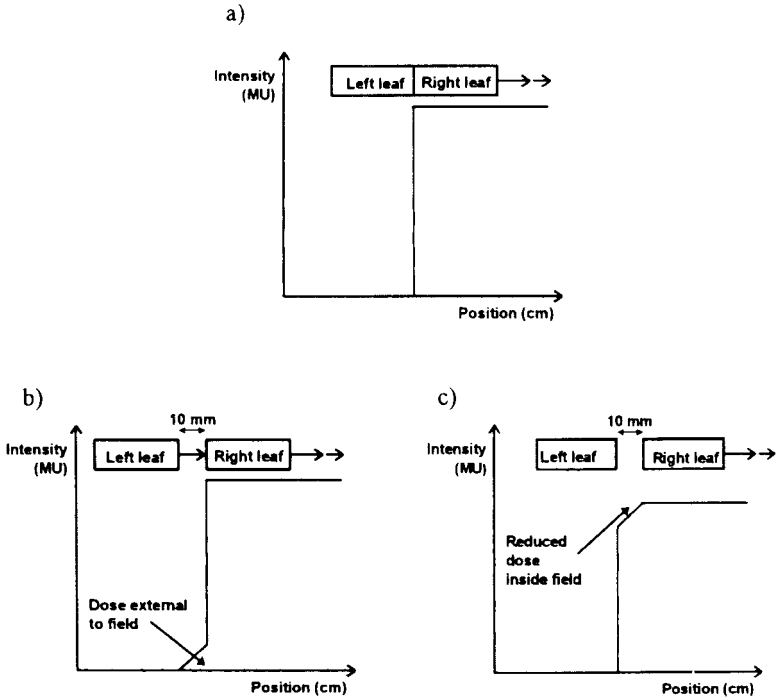 a)
Intensity
(MU)
Left leaf
Right leaf
Position (cm)
b)
10 mm
Intensity
(MU)
Left leaf
Right leaf
Dose external
to field
Position (cm)
c)
10 mm
Intensity
(MU)
Left leaf
Right leaf
Reduced
dose
inside field
Position (cm)